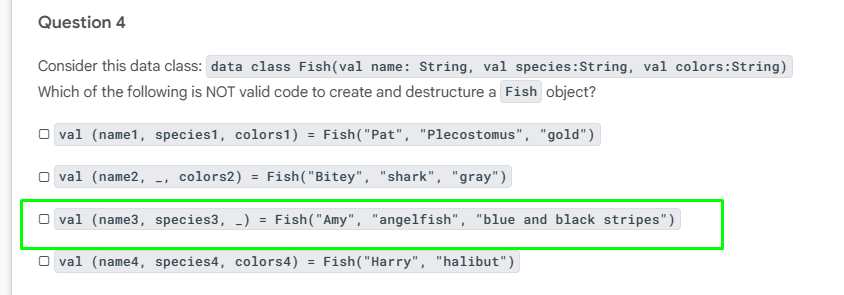 Question 4
Consider this data class: data class Fish(val name: String, val species:String, val colors:String)
Which of the following is NOT valid code to create and destructure a Fish object?
val (name1, species1, colors1) = Fish("Pat", "Plecostomus", "gold")
val (name2, _, colors2) = Fish("Bitey", "shark", "gray")
val (name3, species3, _) = Fish("Amy", "angelfish", "blue and black stripes")
val (name4, species4, colors4) = Fish("Harry", "halibut")